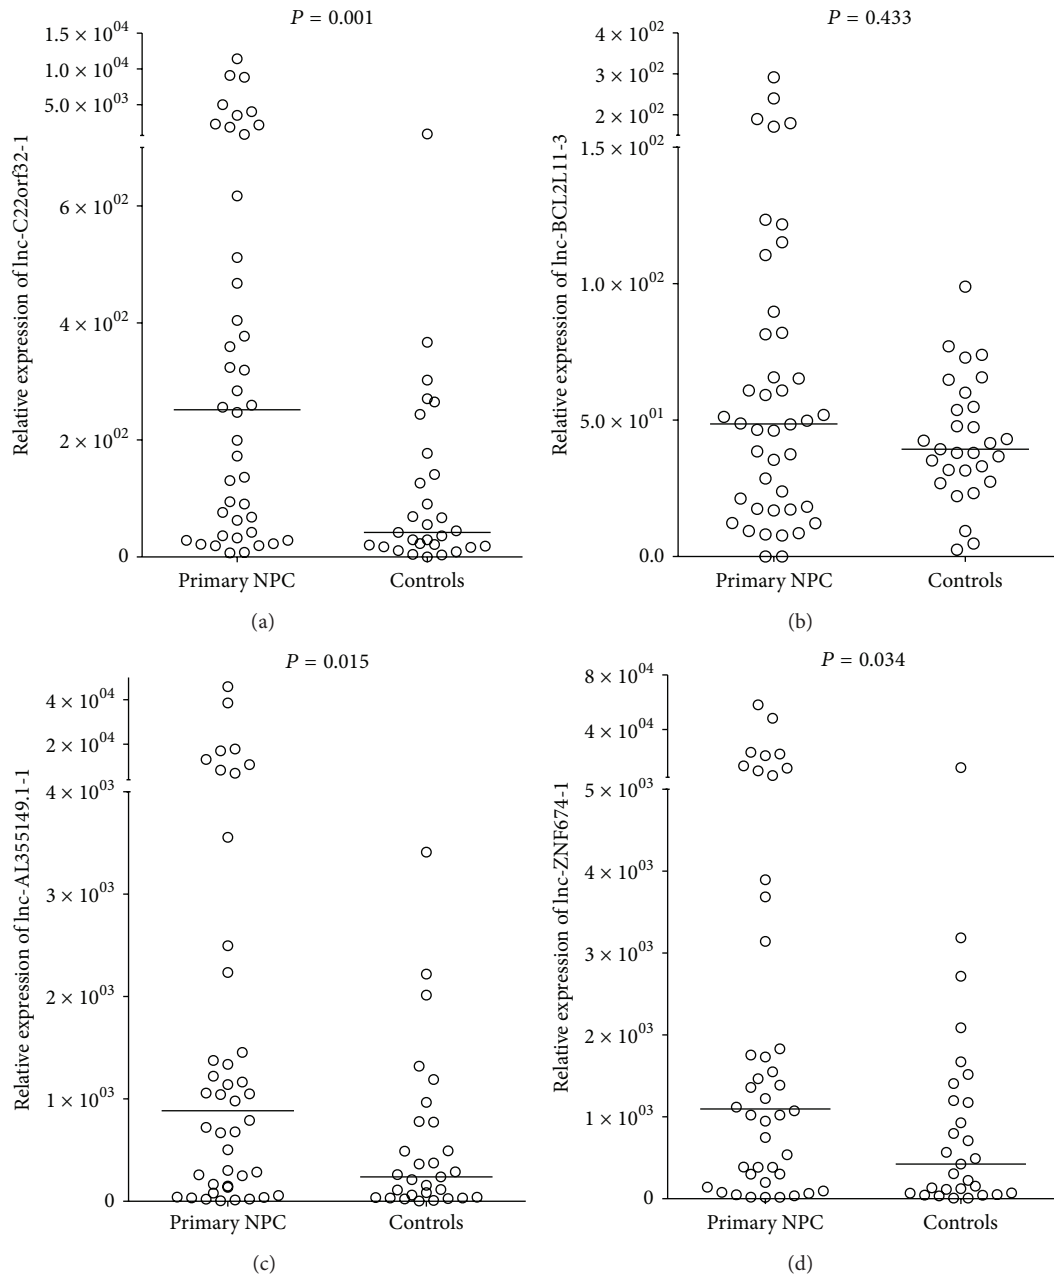 P = 0.001
Relative expression of lnc-C22orf32-1
1.5 × 10^04
1.0 × 10^04
5.0 × 10^03
6 × 10^02
4 × 10^02
2 × 10^02
0
Primary NPC Controls
(a)
P = 0.433
Relative expression of lnc-BCL2L11-3
4 × 10^02
3 × 10^02
2 × 10^02
1.5 × 10^02
1.0 × 10^02
5.0 × 10^01
0.0
Primary NPC Controls
(b)
P = 0.015
Relative expression of lnc-AL355149.1-1
4 × 10^04
2 × 10^04
4 × 10^03
3 × 10^03
2 × 10^03
1 × 10^03
0
Primary NPC Controls
(c)
P = 0.034
Relative expression of lnc-ZNF674-1
8 × 10^04
4 × 10^04
5 × 10^03
4 × 10^03
3 × 10^03
2 × 10^03
1 × 10^03
0
Primary NPC Controls
(d)